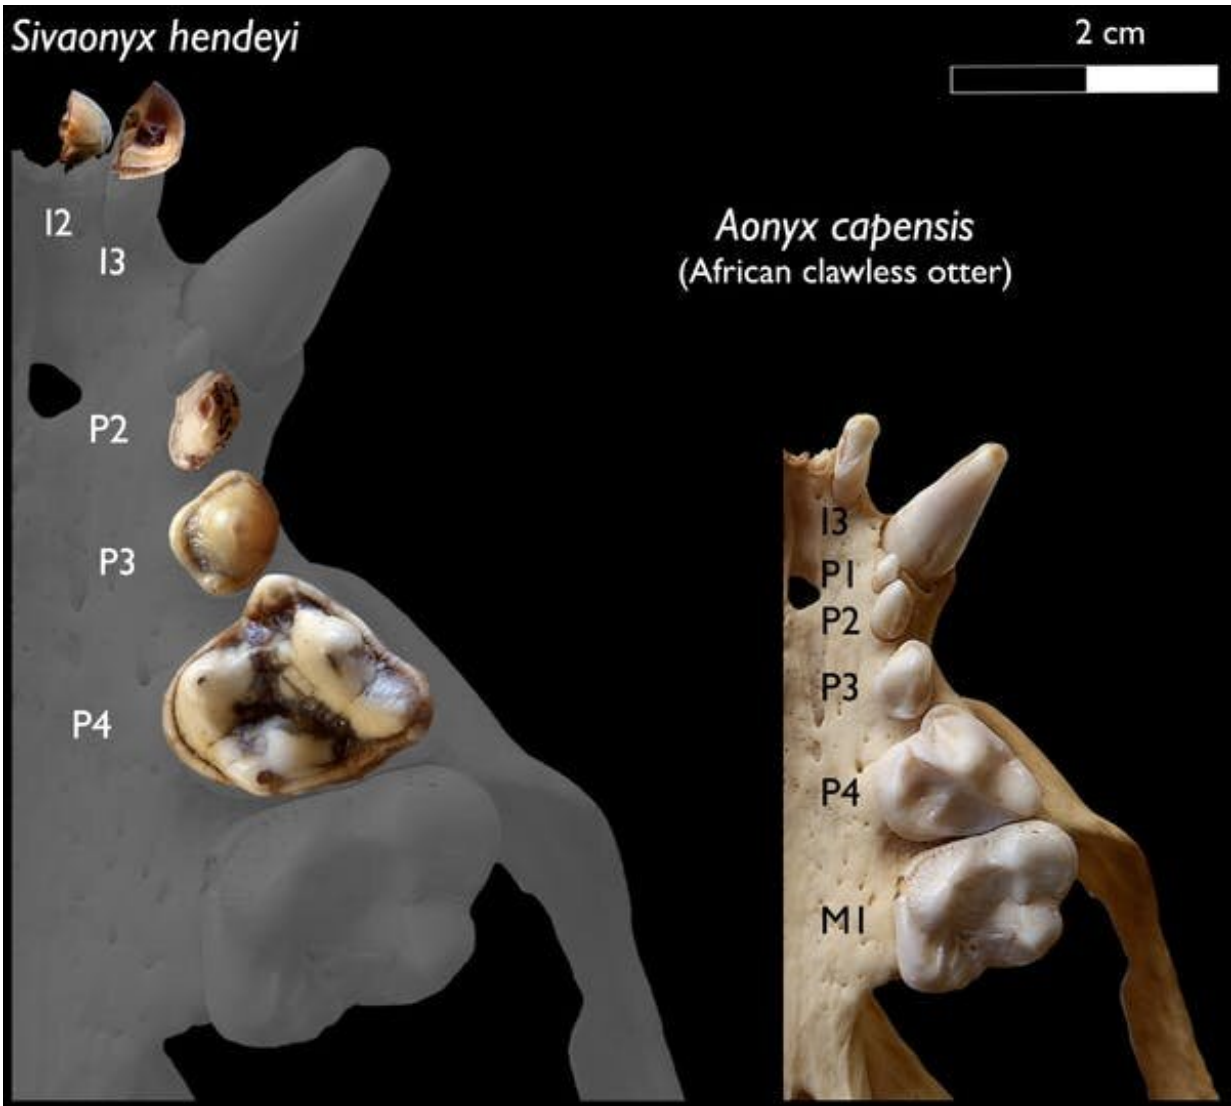 Sivaonyx hendeyi
2 cm
I2
I3
P2
P3
P4
Aonyx capensis
(African clawless otter)
I3
P1
P2
P3
P4
M1